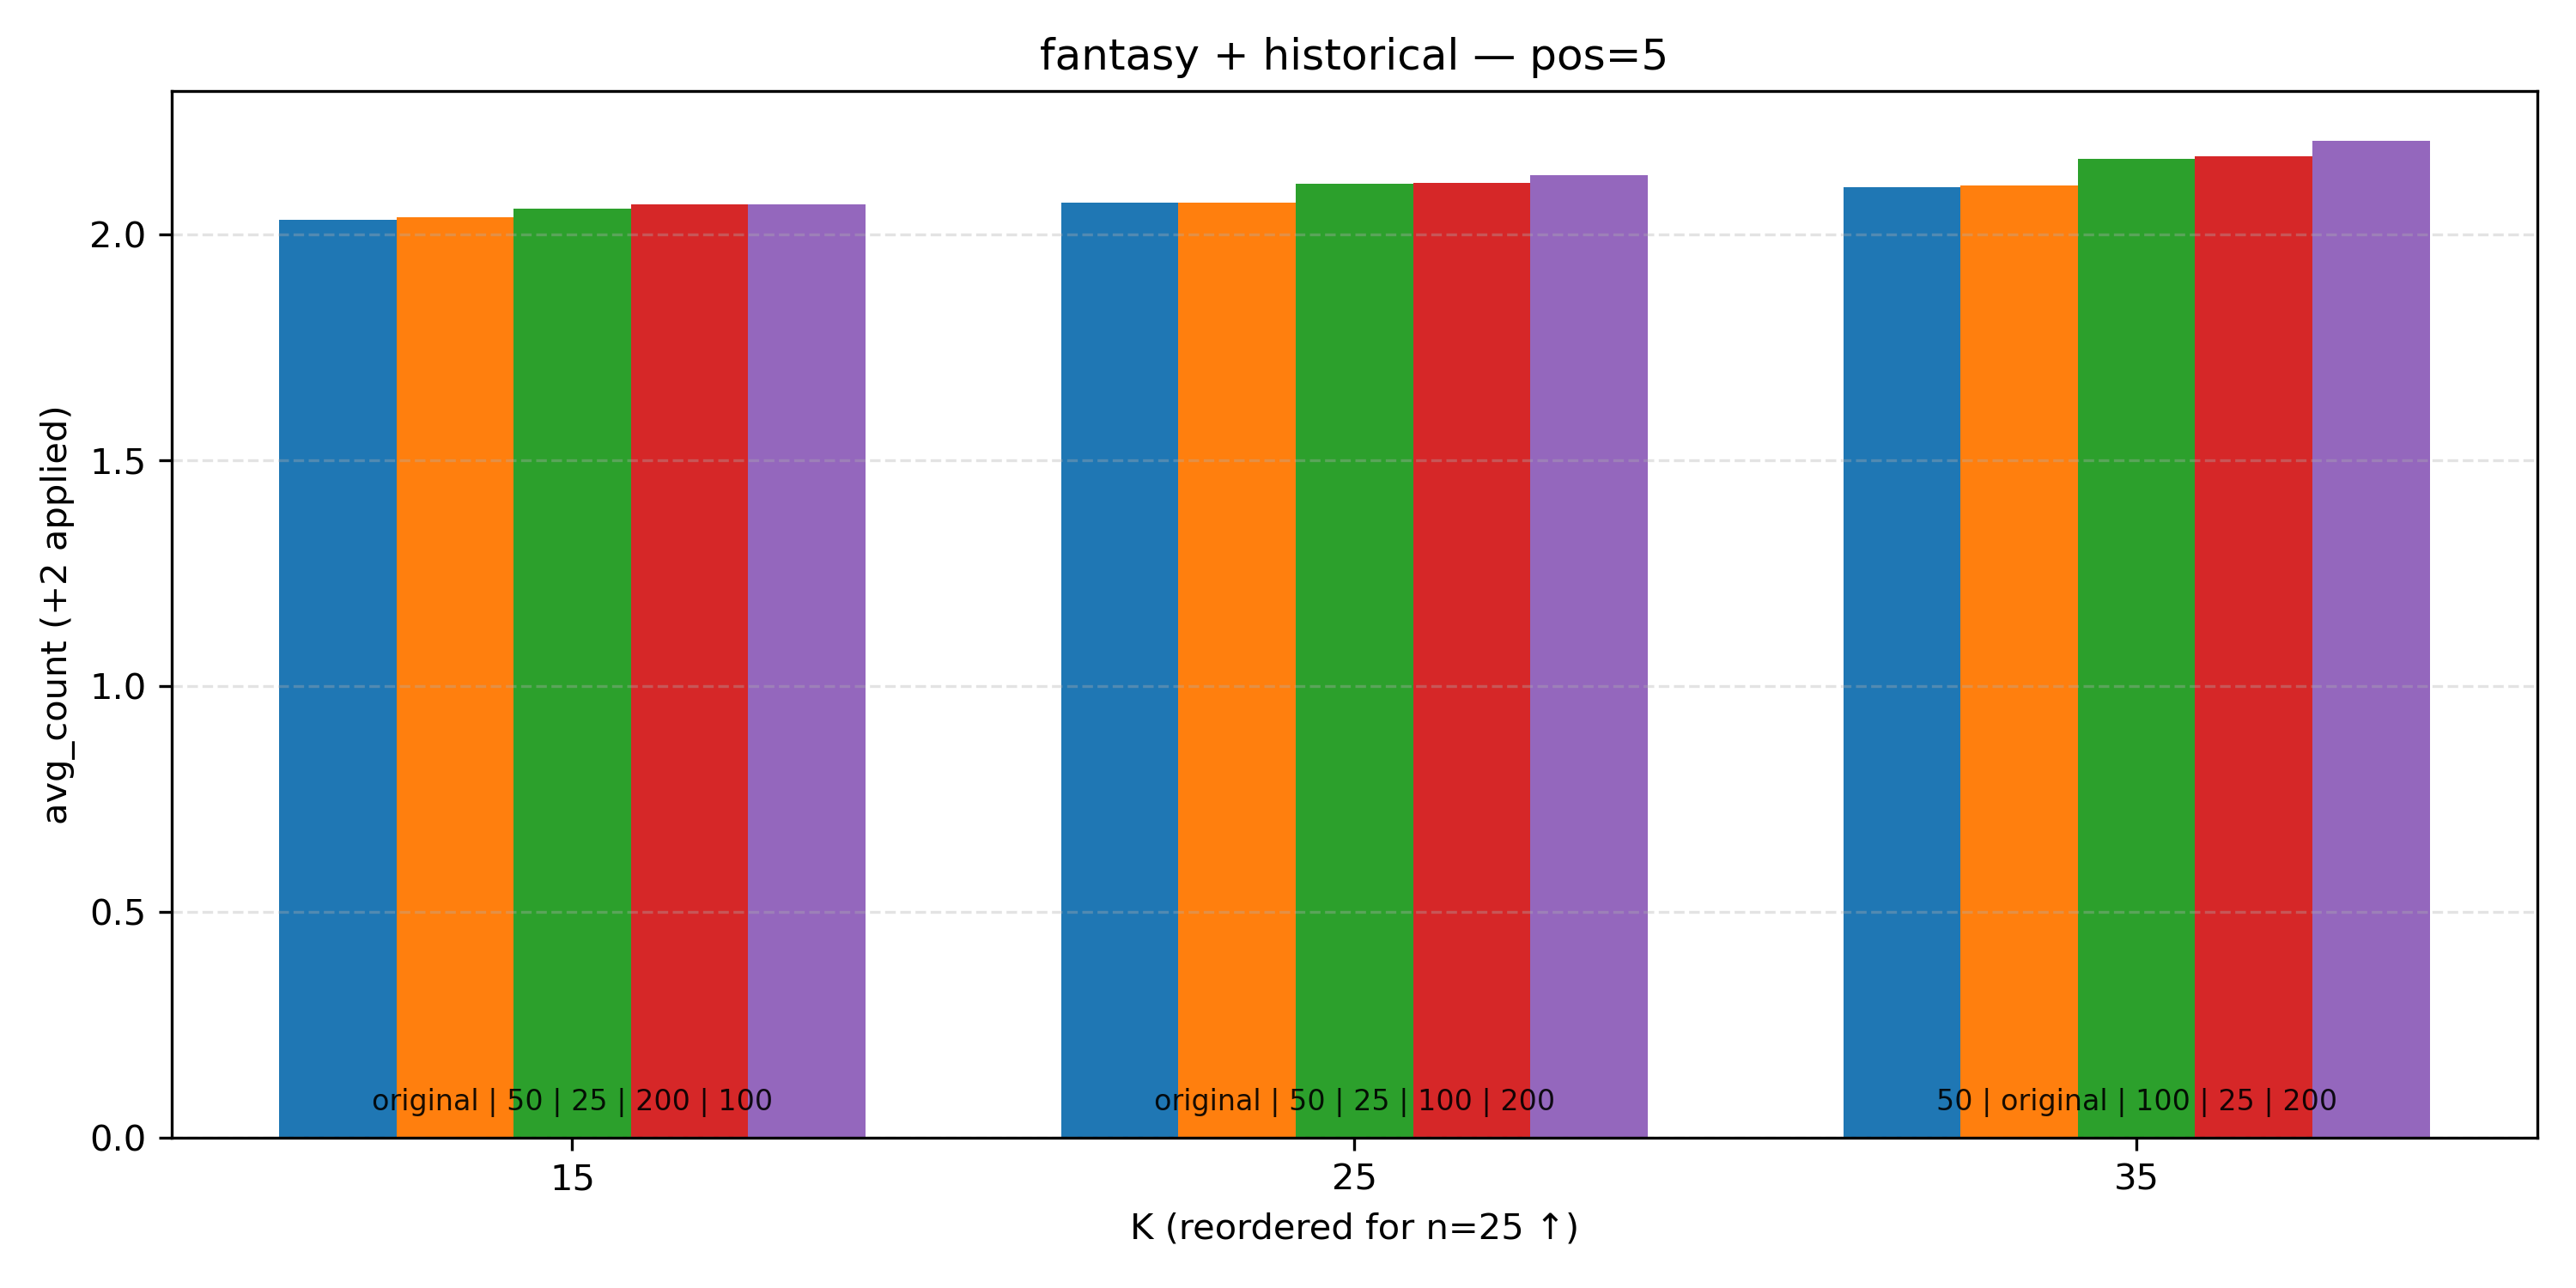 fantasy + historical — pos=5
avg_count (+2 applied)
2.0
1.5
1.0
0.5
0.0
original | 50 | 25 | 200 | 100
original | 50 | 25 | 100 | 200
50 | original | 100 | 25 | 200
15
25
35
K (reordered for n=25 ↑)